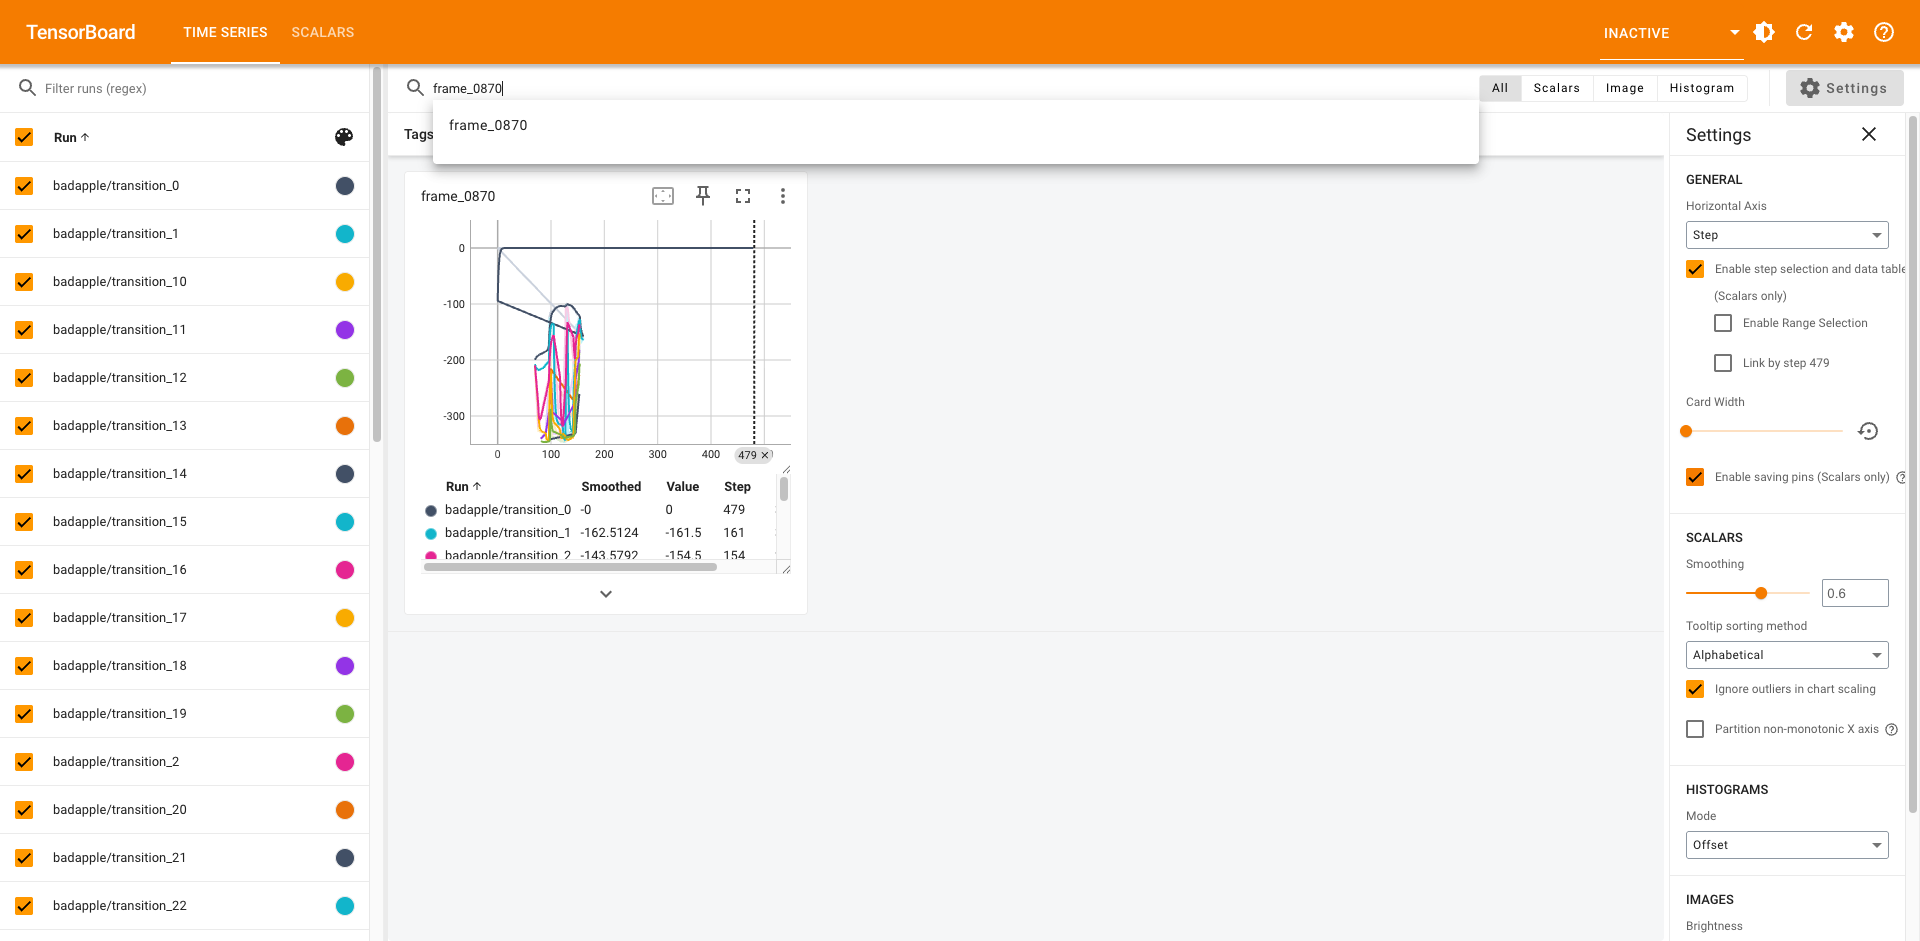 TensorBoard
TIME SERIES
SCALARS
INACTIVE
Filter runs (regex)
frame_0870
All
Scalars
Image
Histogram
Settings
frame_0870
Run
Tags
Settings
badapple/transition_0
badapple/transition_1
badapple/transition_10
badapple/transition_11
badapple/transition_12
badapple/transition_13
badapple/transition_14
badapple/transition_15
badapple/transition_16
badapple/transition_17
badapple/transition_18
badapple/transition_19
badapple/transition_2
badapple/transition_20
badapple/transition_21
badapple/transition_22
frame_0870
0
-100
-200
-300
0 100 200 300 400 479
Run Smoothed Value Step
badapple/transition_0 -0 0 479
badapple/transition_1 -162.5124 -161.5 161
badapple/transition_2 -143.5792 -154.5 154
GENERAL
Horizontal Axis
Step
Enable step selection and data table
(Scalars only)
Enable Range Selection
Link by step 479
Card Width
Enable saving pins (Scalars only)
SCALARS
Smoothing
0.6
Tooltip sorting method
Alphabetical
Ignore outliers in chart scaling
Partition non-monotonic X axis
HISTOGRAMS
Mode
Offset
IMAGES
Brightness